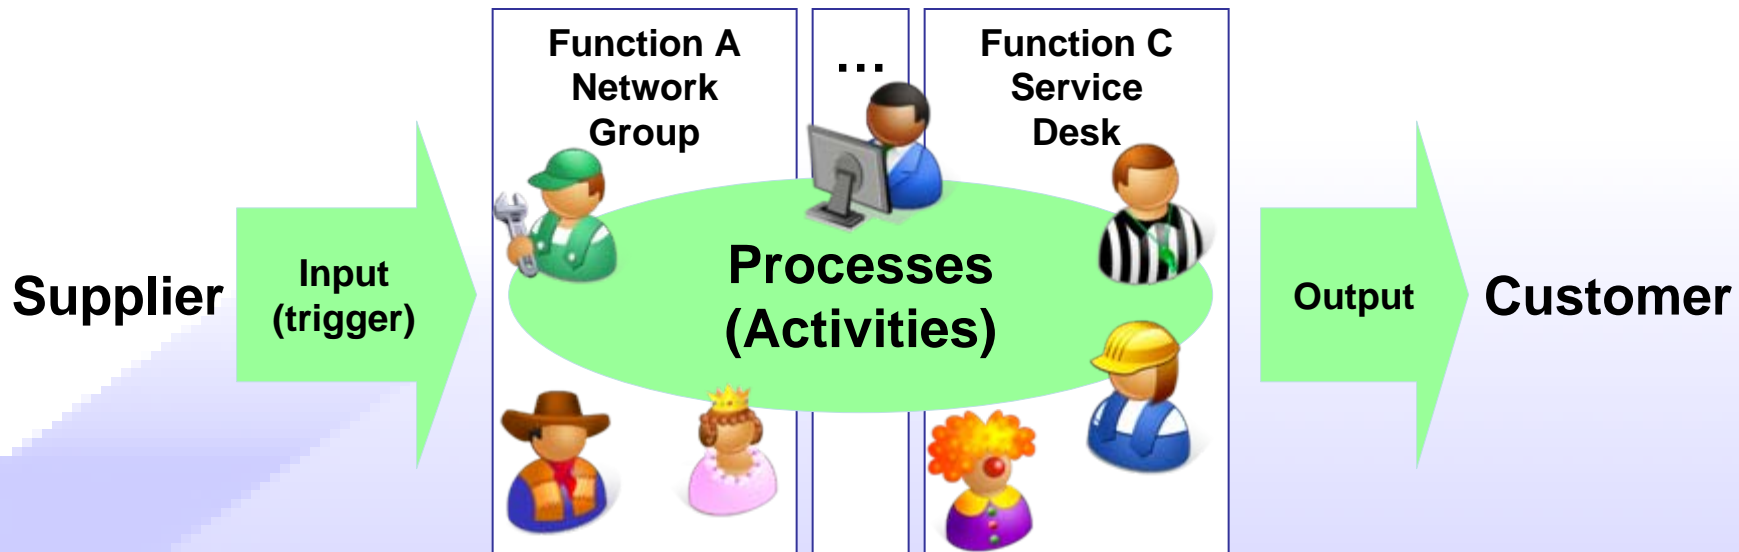 Function A
Network
Group
...
Function C
Service
Desk
Supplier
Input
(trigger)
Processes
(Activities)
Output
Customer